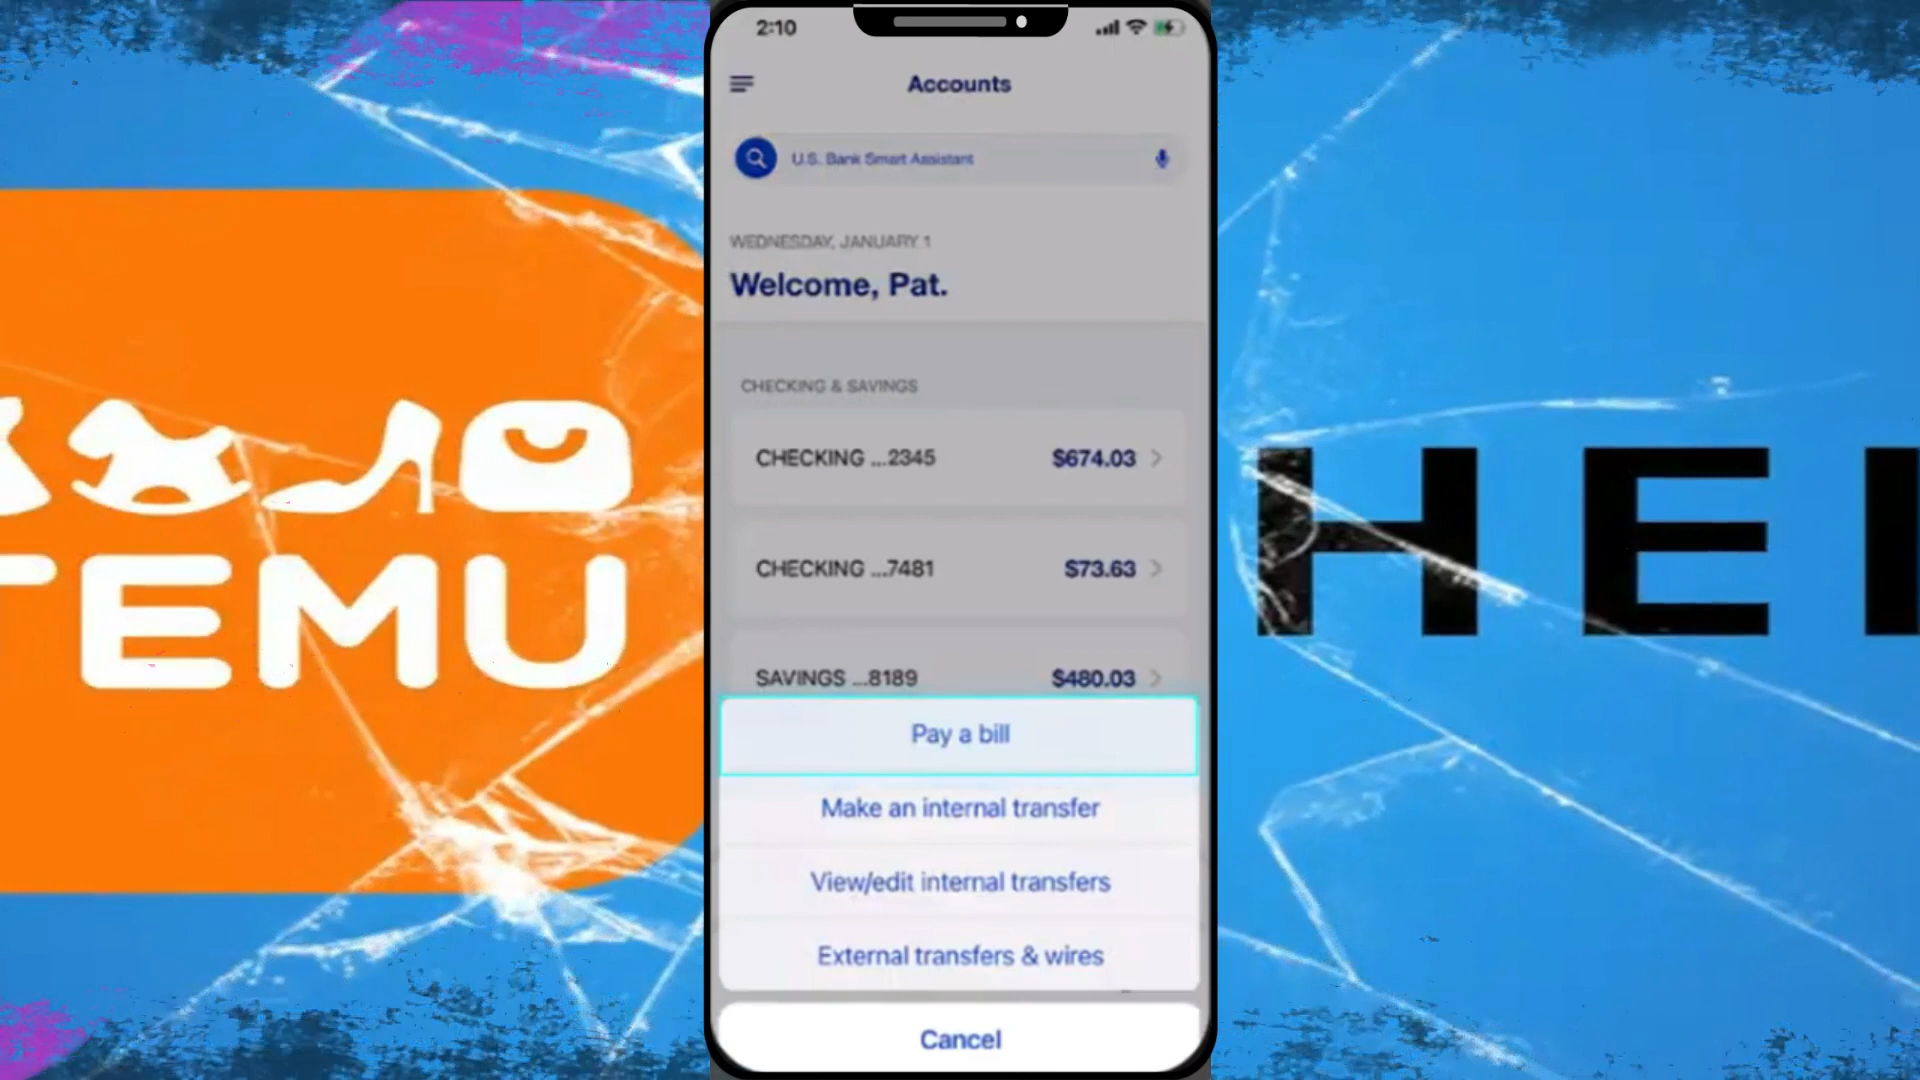 TEMU
2:10
Accounts
U.S. Bank Smart Assistant
WEDNESDAY, JANUARY 1
Welcome, Pat.
CHECKING & SAVINGS
CHECKING ...2345 $674.03
CHECKING ...7481 $73.63
SAVINGS ...8189 $480.03
Pay a bill
Make an internal transfer
View/edit internal transfers
External transfers & wires
Cancel